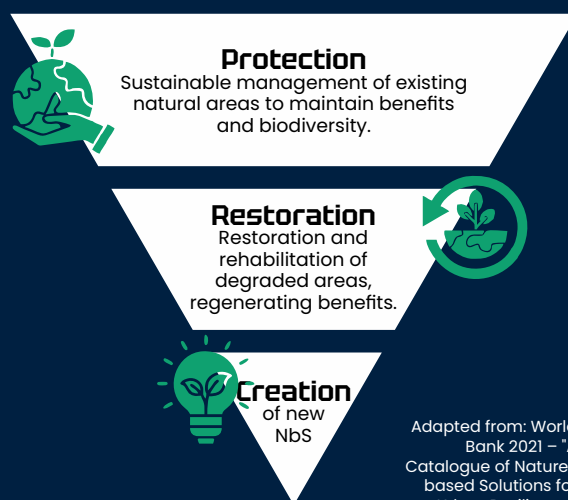 Protection
Sustainable management of existing
natural areas to maintain benefits
and biodiversity.
Restoration
Restoration and
rehabilitation of
degraded areas,
regenerating benefits.
Creation
of new
NbS
Adapted from: World
Bank 2021 – "A
Catalogue of Nature
based Solutions fo